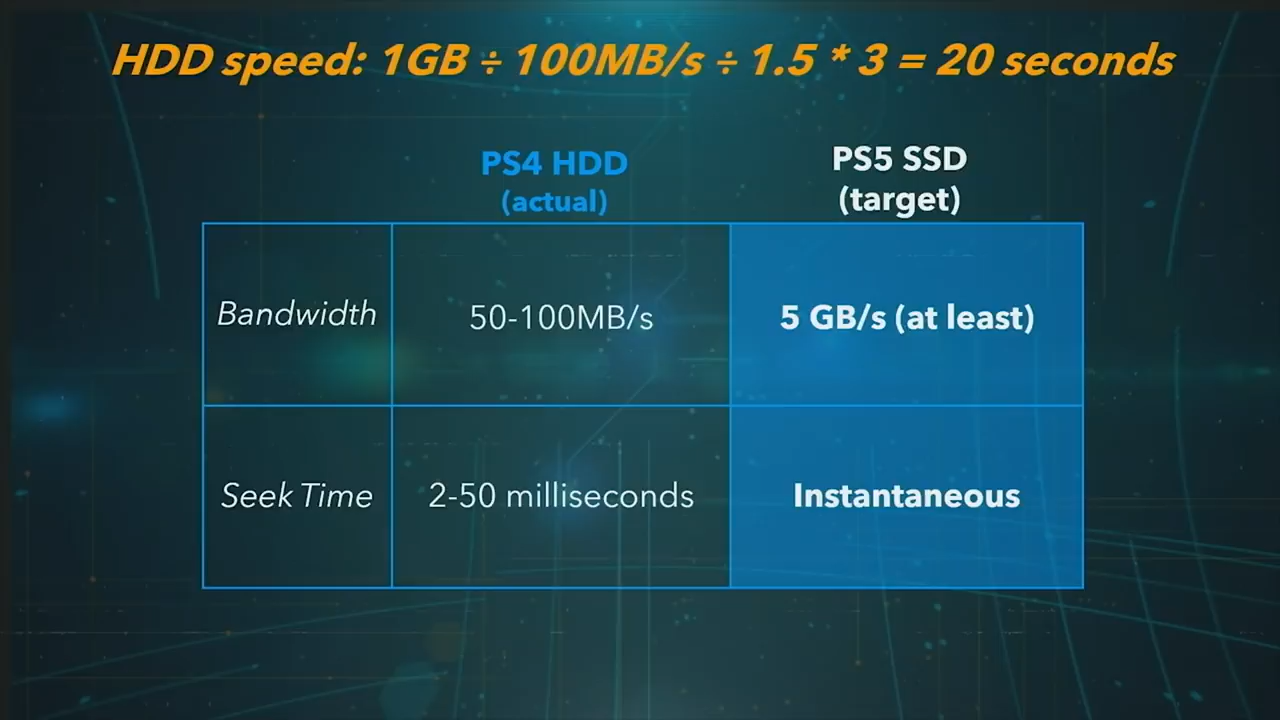 HDD speed: 1GB ÷ 100MB/s ÷ 1.5 * 3 = 20 seconds
PS4 HDD
(actual)
PS5 SSD
(target)
Bandwidth
50-100MB/s
5 GB/s (at least)
Seek Time
2-50 milliseconds
Instantaneous